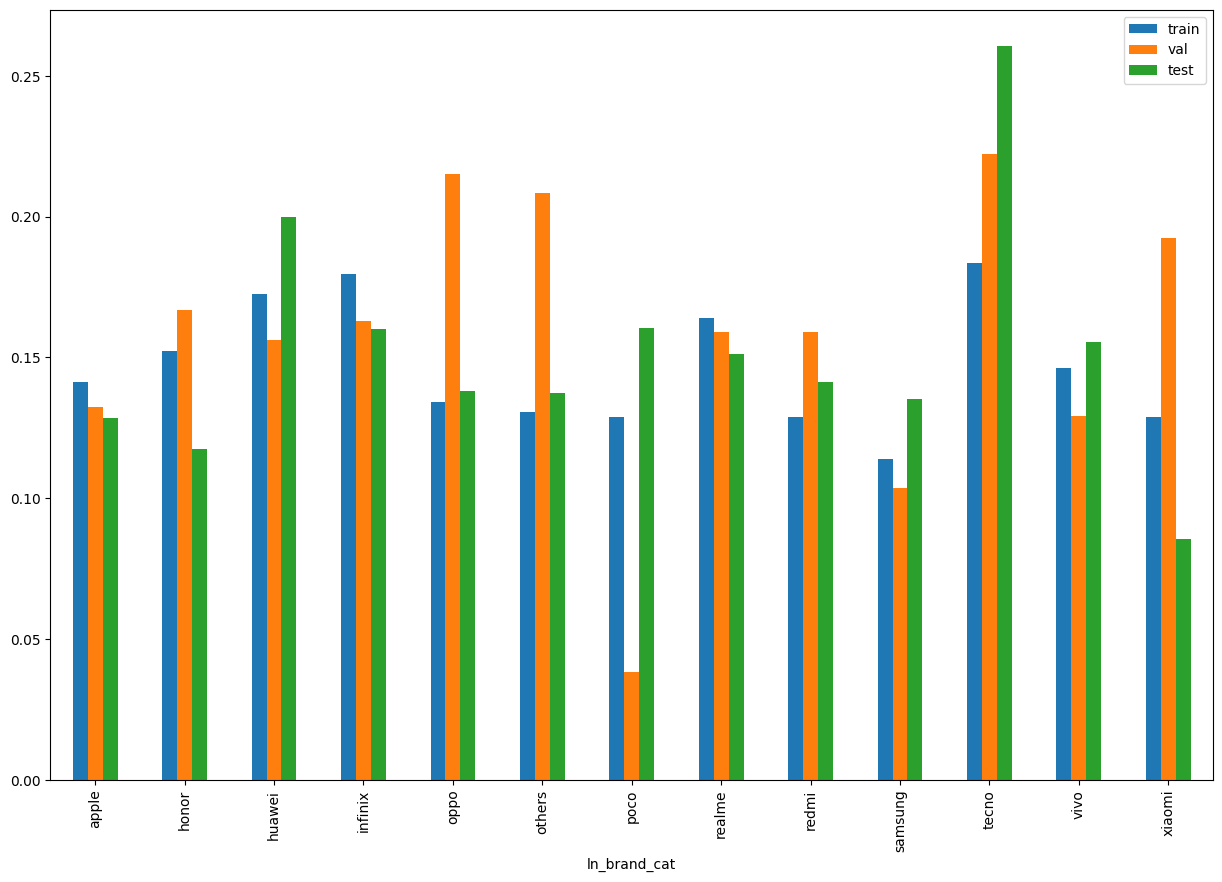 train
val
test
0.25
0.20
0.15
0.10
0.05
0.00
apple
honor
huawei
infinix
oppo
others
poco
realme
redmi
samsung
tecno
vivo
xiaomi
ln_brand_cat